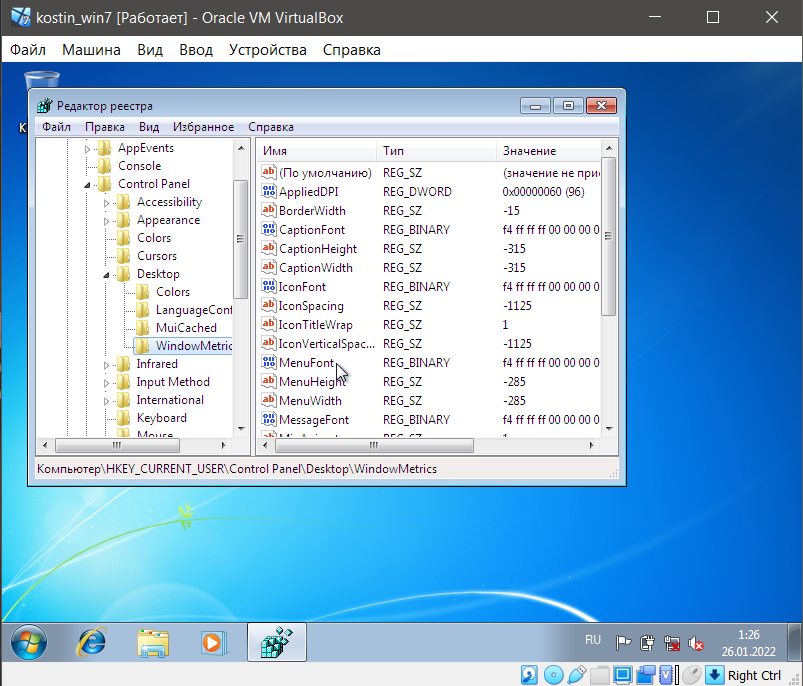 kostin_win7 [Работает] - Oracle VM VirtualBox
Файл Машина Вид Ввод Устройства Справка
Редактор реестра
Файл Правка Вид Избранное Справка
AppEvents
Console
Control Panel
Accessibility
Appearance
Colors
Cursors
Desktop
Colors
LanguageConf
MuiCached
WindowMetric
Infrared
Input Method
International
Keyboard
Mouse
Имя Тип Значение
(По умолчанию) REG_SZ (значение не при
AppliedDPI REG_DWORD 0x00000060 (96)
BorderWidth REG_SZ -15
CaptionFont REG_BINARY f4 ff ff ff 00 00 00 0
CaptionHeight REG_SZ -315
CaptionWidth REG_SZ -315
IconFont REG_BINARY f4 ff ff ff 00 00 00 0
IconSpacing REG_SZ -1125
IconTitleWrap REG_SZ 1
IconVerticalSpac... REG_SZ -1125
MenuFont REG_BINARY f4 ff ff ff 00 00 00 0
MenuHeight REG_SZ -285
MenuWidth REG_SZ -285
MessageFont REG_BINARY f4 ff ff ff 00 00 00 0
Компьютер\HKEY_CURRENT_USER\Control Panel\Desktop\WindowMetrics
RU
1:26
26.01.2022
Right Ctrl